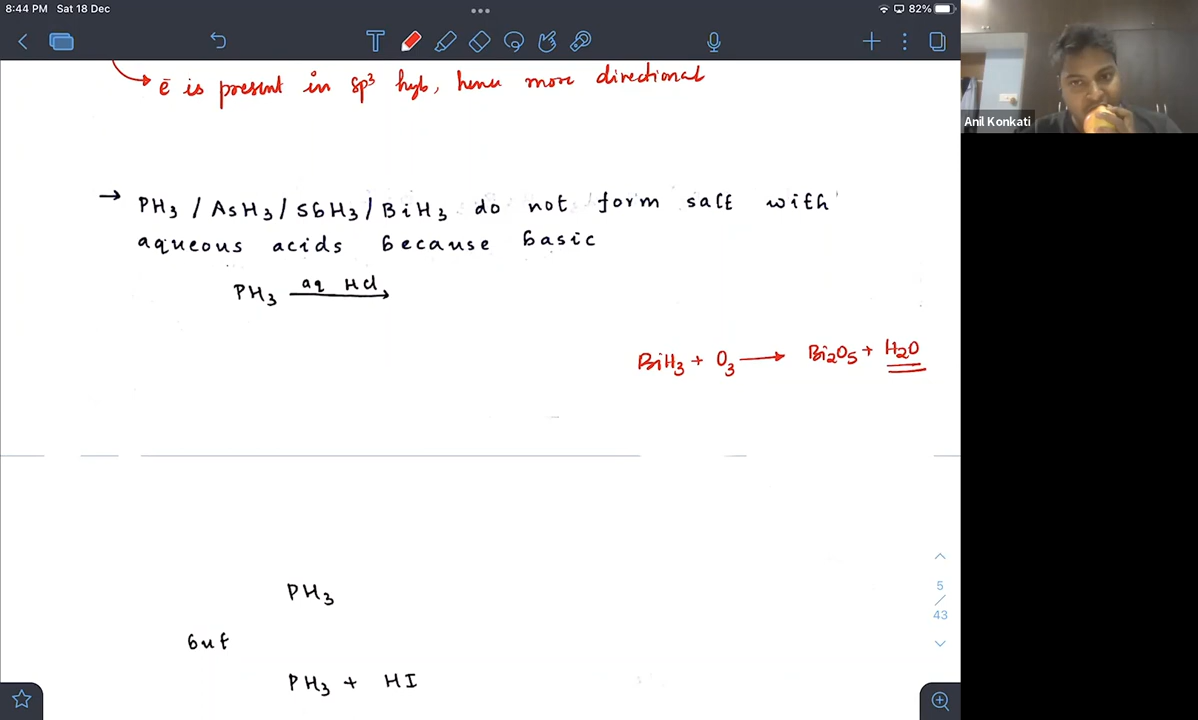 8:44 PM Sat 18 Dec
82%
T
Anil Konkati
→ ē is present in sp³ hyb, hence more directional
→ PH₃ / AsH₃ / SbH₃ / BiH₃ do not form salt with
aqueous acids because basic
PH₃ aq HCl →
BiH₃ + O₃ → Bi₂O₅ + H₂O
PH₃
but
PH₃ + HI
5
/
43